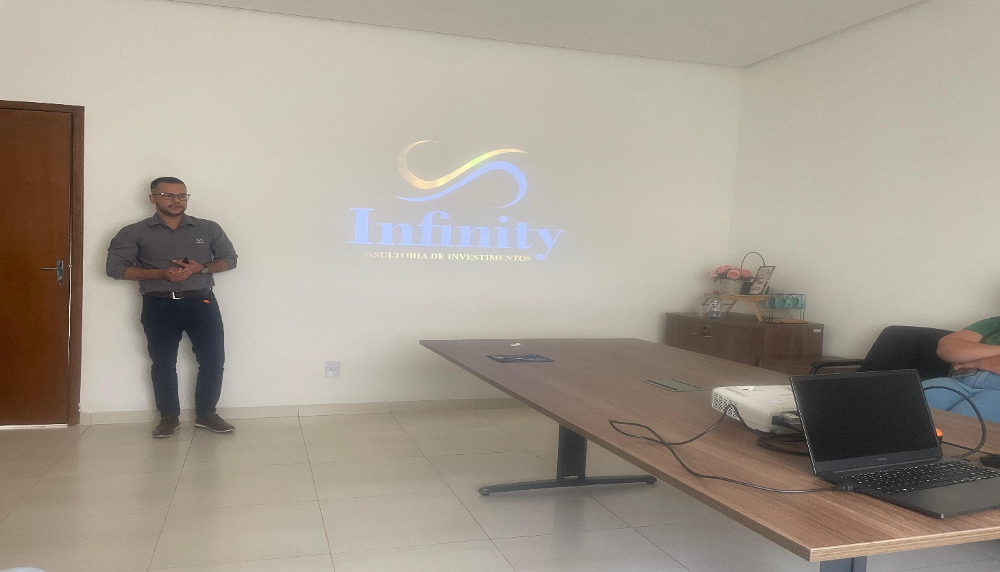 Infinity
CONSULTORIA DE INVESTIMENTOS